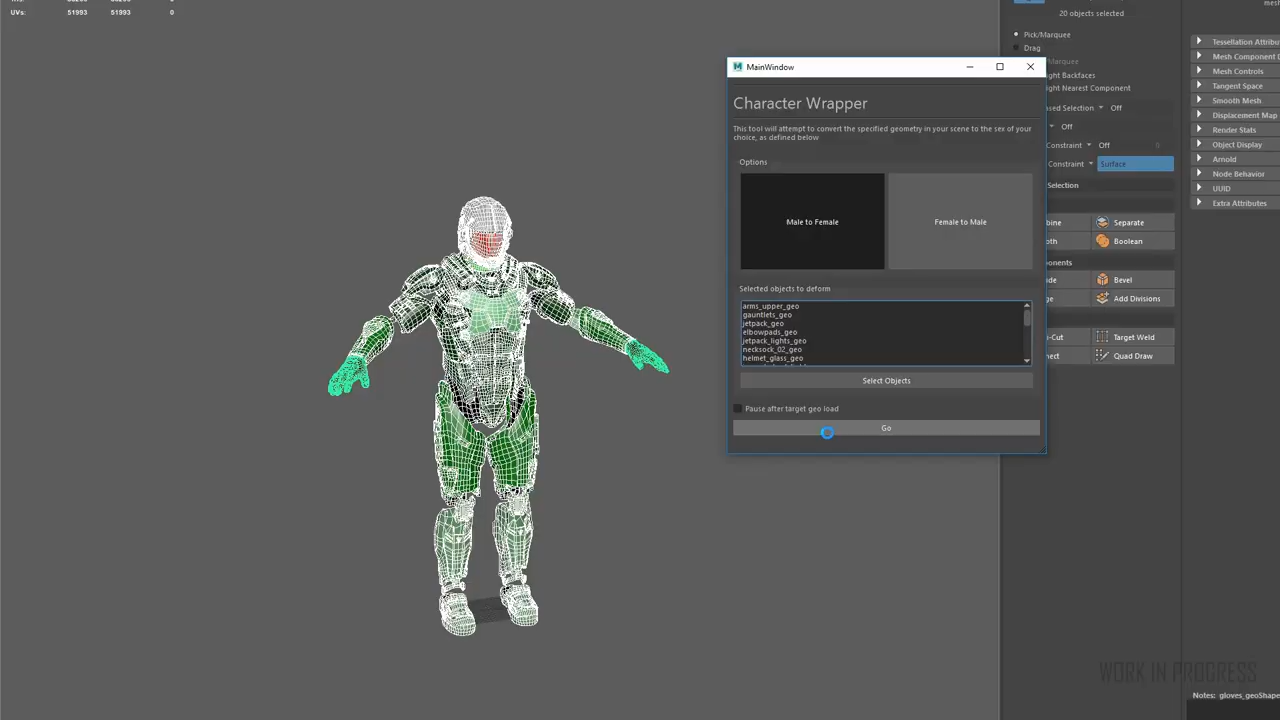 UVs: 51993 51993 0
20 objects selected
Pick/Marquee
Drag
Marquee
ight Backfaces
ight Nearest Component
osed Selection Off
Off
Constraint Off
Constraint Surface
Selection
bine Separate
oth Boolean
ponents
ude Bevel
ge Add Divisions
-Cut Target Weld
nect Quad Draw
mesh
Tessellation Attribu
Mesh Component D
Mesh Controls
Tangent Space
Smooth Mesh
Displacement Map
Render Stats
Object Display
Arnold
Node Behavior
UUID
Extra Attributes
MainWindow
Character Wrapper
This tool will attempt to convert the specified geometry in your scene to the sex of your
choice, as defined below
Options
Male to Female Female to Male
Selected objects to deform
arms_upper_geo
gauntlets_geo
jetpack_geo
elbowpads_geo
jetpack_lights_geo
necksock_02_geo
helmet_glass_geo
Select Objects
Pause after target geo load
Go
WORK IN PROGRESS
Notes: gloves_geoShape